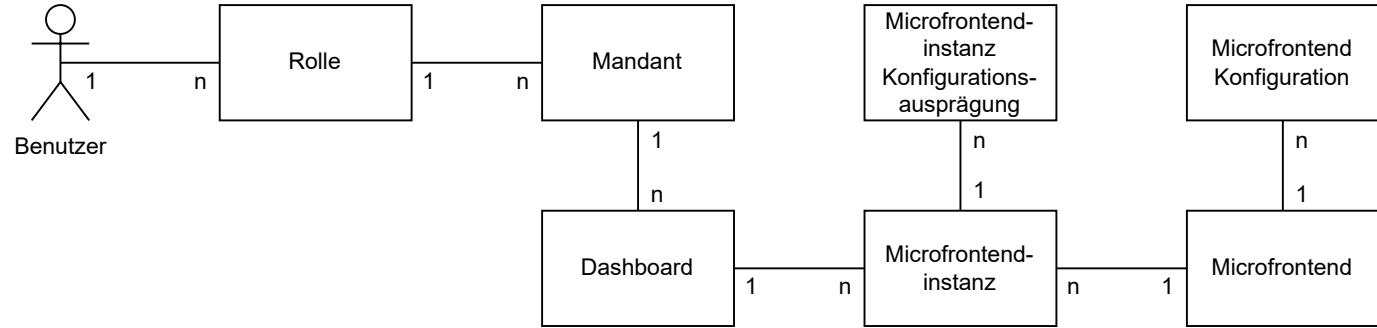 Benutzer
1
n
Rolle
1
n
Mandant
1
n
Microfrontend-
instanz
Konfigurations-
ausprägung
n
1
Microfrontend
Konfiguration
n
1
Dashboard
1
n
Microfrontend-
instanz
n
1
Microfrontend